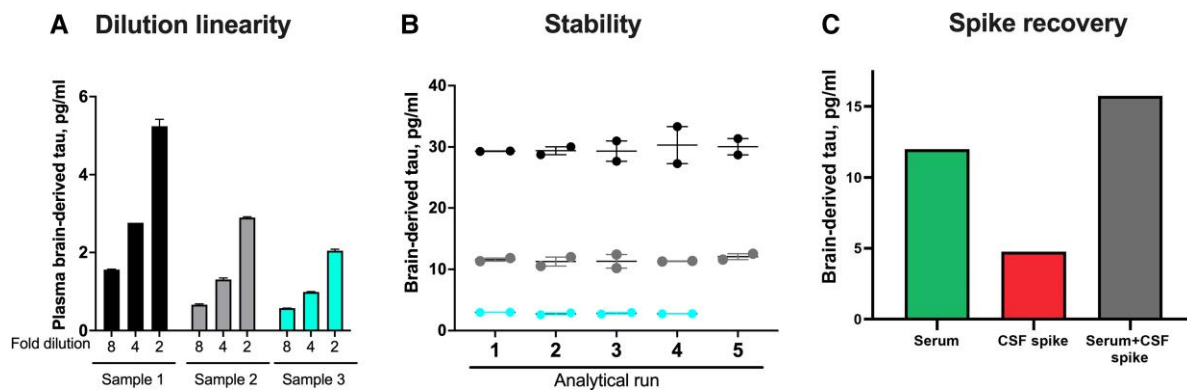 A Dilution linearity
Plasma brain-derived tau, pg/ml
6
4
2
0
Fold dilution 8 4 2 8 4 2 8 4 2
Sample 1 Sample 2 Sample 3
B Stability
Brain-derived tau, pg/ml
40
30
20
10
0
1 2 3 4 5
Analytical run
C Spike recovery
Brain-derived tau, pg/ml
15
10
5
0
Serum CSF spike Serum+CSF
spike